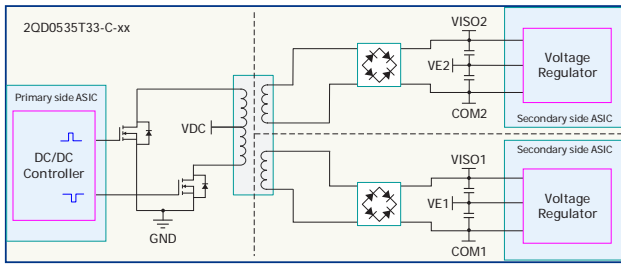 2QD0535T33-C-xx
Primary side ASIC
DC/DC
Controller
VDC
GND
VISO2
VE2
COM2
Voltage
Regulator
Secondary side ASIC
Secondary side ASIC
VISO1
VE1
COM1
Voltage
Regulator